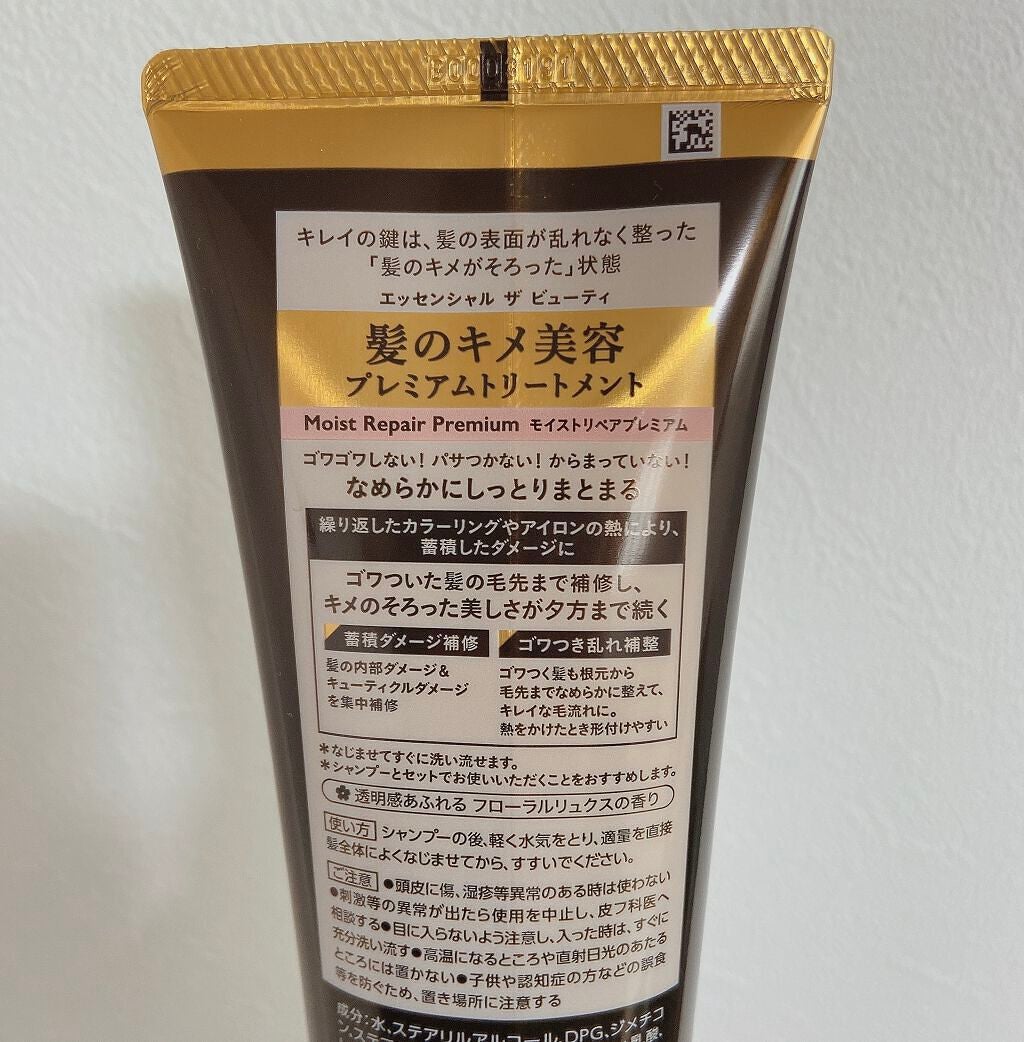 キレイの鍵は、髪の表面が乱れなく整った
「髪のキメがそろった」状態
エッセンシャル ザ ビューティ
髪のキメ美容
プレミアムトリートメント
Moist Repair Premium モイストリペアプレミアム
ゴワゴワしない！パサつかない！からまっていない！
なめらかにしっとりまとまる
繰り返したカラーリングやアイロンの熱により、
蓄積したダメージに
ゴワついた髪の毛先まで補修し、
キメのそろった美しさが夕方まで続く
蓄積ダメージ補修
髪の内部ダメージ＆
キューティクルダメージ
を集中補修
ゴワつき乱れ補整
ゴワつく髪も根元から
毛先までなめらかに整えて、
キレイな毛流れに。
熱をかけたとき形付けやすい
＊なじませてすぐに洗い流せます。
＊シャンプーとセットでお使いいただくことをおすすめします。
透明感あふれる フローラルリュクスの香り
使い方 シャンプーの後、軽く水気をとり、適量を直接
髪全体によくなじませてから、すすいでください。
ご注意 ●頭皮に傷、湿疹等異常のある時は使わない
●刺激等の異常が出たら使用を中止し、皮フ科医へ
相談する●目に入らないよう注意し、入った時は、すぐに
充分洗い流す●高温になるところや直射日光のあたる
ところには置かない●子供や認知症の方などの誤食
等を防ぐため、置き場所に注意する
成分：水、ステアリルアルコール、DPG、ジメチコ